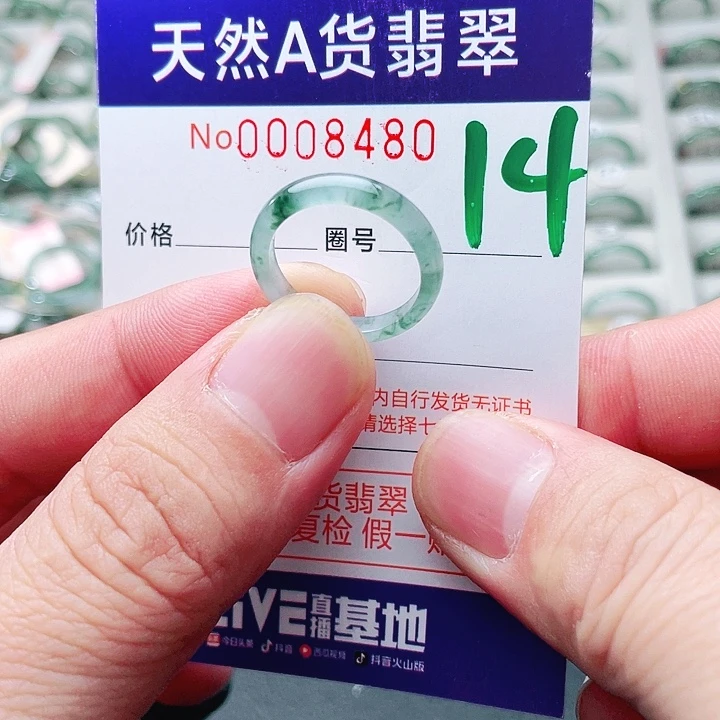 天然A货翡翠
No0008480
14
价格 圈号
内自行发货无证书
请选择七
货翡翠
复检 假一
LIVE直播基地
今日头条 抖音 西瓜视频 抖音火山版